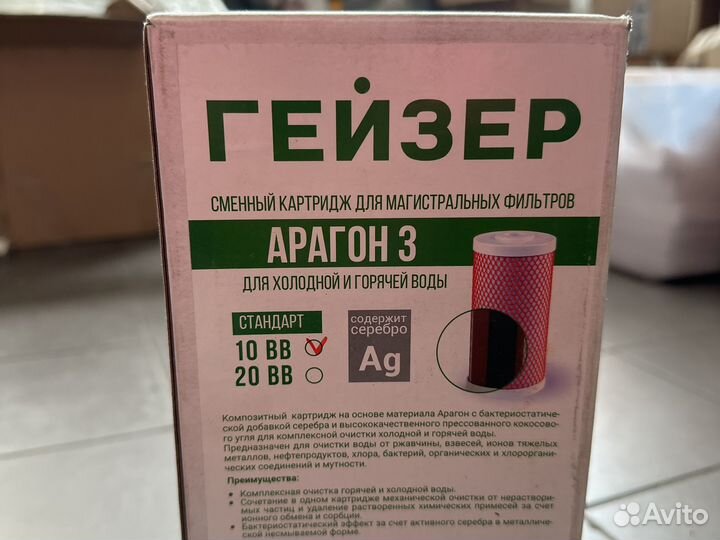 ГЕЙЗЕР
СМЕННЫЙ КАРТРИДЖ ДЛЯ МАГИСТРАЛЬНЫХ ФИЛЬТРОВ
АРАГОН 3
ДЛЯ ХОЛОДНОЙ И ГОРЯЧЕЙ ВОДЫ
СТАНДАРТ
10 ВВ
20 ВВ
содержит
серебро
Ag
Композитный картридж на основе материала Арагон с бактериостатиче-
ской добавкой серебра и высококачественного прессованного кокосово-
го угля для комплексной очистки холодной и горячей воды.
Предназначен для очистки воды от ржавчины, взвесей, ионов тяжелых
металлов, нефтепродуктов, хлора, бактерий, органических и хлороргани-
ческих соединений и мутности.
Преимущества:
• Комплексная очистка горячей и холодной воды.
• Сочетание в одном картридже механической очистки от нераствори-
мых частиц и удаление растворенных химических примесей за счет
ионного обмена и сорбции.
• Бактериостатический эффект за счет активного серебра в металличе-
ской несмываемой форме.
Avito